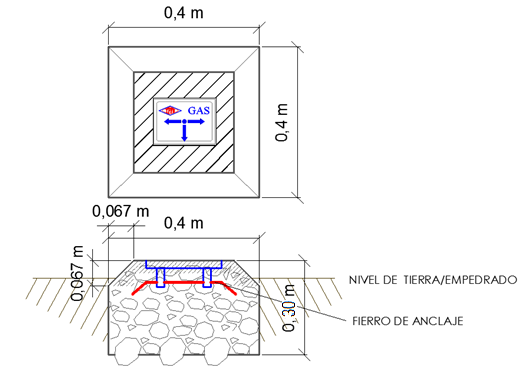 0,4 m
GAS
0,4 m
0,067 m
0,4 m
0,067 m
NIVEL DE TIERRA/EMPEDRADO
0,30 m
FIERRO DE ANCLAJE